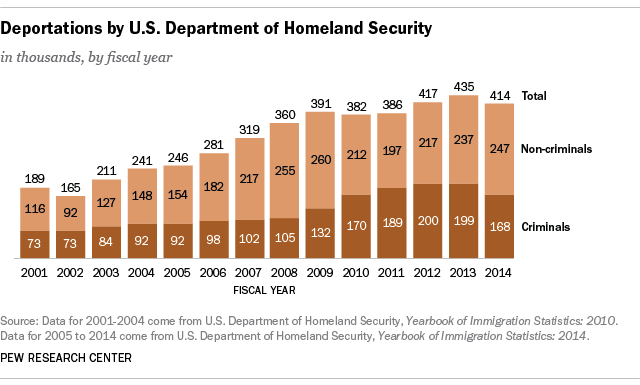 Deportations by U.S. Department of Homeland Security
in thousands, by fiscal year
189 165 211 241 246 281 319 360 391 382 386 417 435 414 Total
116 92 127 148 154 182 217 255 260 212 197 217 237 247 Non-criminals
73 73 84 92 92 98 102 105 132 170 189 200 199 168 Criminals
2001 2002 2003 2004 2005 2006 2007 2008 2009 2010 2011 2012 2013 2014
FISCAL YEAR
Source: Data for 2001-2004 come from U.S. Department of Homeland Security, Yearbook of Immigration Statistics: 2010.
Data for 2005 to 2014 come from U.S. Department of Homeland Security, Yearbook of Immigration Statistics: 2014.
PEW RESEARCH CENTER